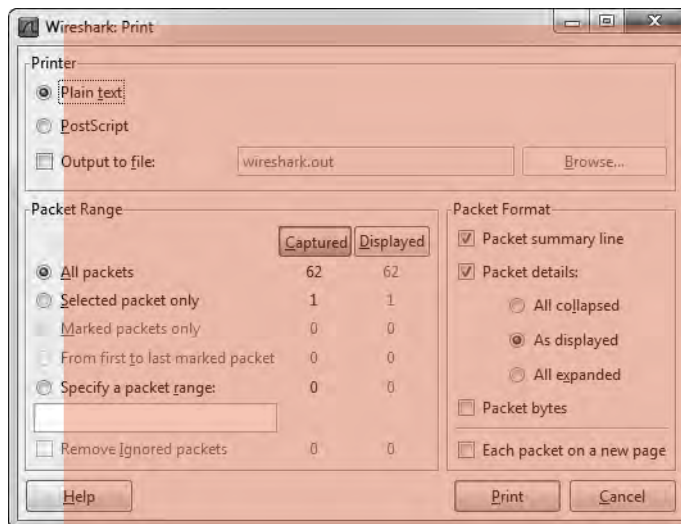 Wireshark: Print
Printer
Plain text
PostScript
Output to file: wireshark.out Browse...
Packet Range
Captured Displayed
All packets 62 62
Selected packet only 1 1
Marked packets only 0 0
From first to last marked packet 0 0
Specify a packet range: 0 0
Remove Ignored packets 0 0
Packet Format
Packet summary line
Packet details:
All collapsed
As displayed
All expanded
Packet bytes
Each packet on a new page
Help Print Cancel